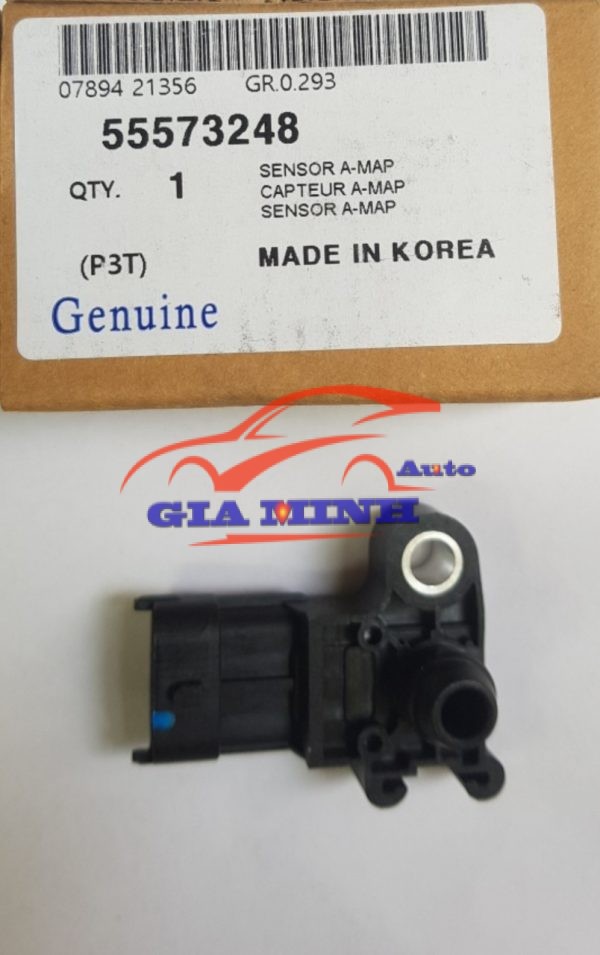 07894 21356 GR.0.293
55573248
QTY. 1
SENSOR A-MAP
CAPTEUR A-MAP
SENSOR A-MAP
(P3T) MADE IN KOREA
Genuine
Auto
GIA MINH